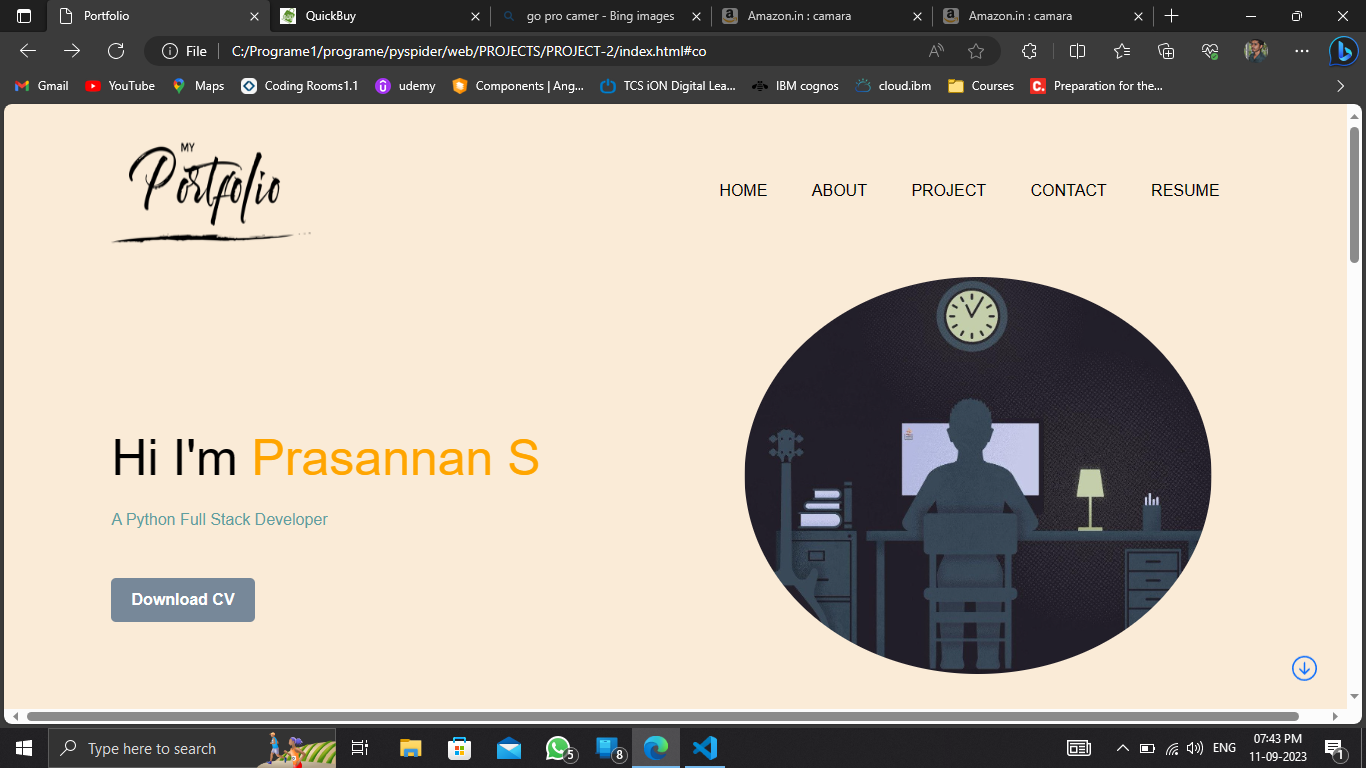 Portfolio
QuickBuy
go pro camer - Bing images
Amazon.in : camara
Amazon.in : camara
File
C:/Programe1/programe/pyspider/web/PROJECTS/PROJECT-2/index.html#co
Gmail
YouTube
Maps
Coding Rooms1.1
udemy
Components | Ang...
TCS iON Digital Lea...
IBM cognos
cloud.ibm
Courses
Preparation for the...
MY
Portfolio
HOME
ABOUT
PROJECT
CONTACT
RESUME
Hi I'm Prasannan S
A Python Full Stack Developer
Download CV
Type here to search
5
8
ENG
07:43 PM
11-09-2023
1